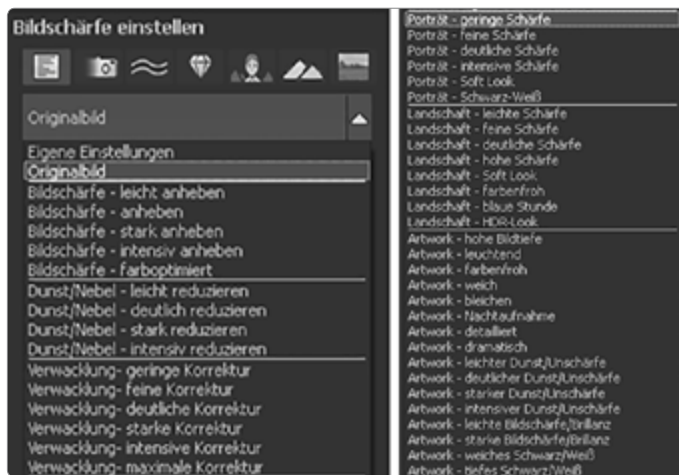 Bildschärfe einstellen
Originalbild
Eigene Einstellungen
Originalbild
Bildschärfe - leicht anheben
Bildschärfe - anheben
Bildschärfe - stark anheben
Bildschärfe - intensiv anheben
Bildschärfe - farboptimiert
Dunst/Nebel - leicht reduzieren
Dunst/Nebel - deutlich reduzieren
Dunst/Nebel - stark reduzieren
Dunst/Nebel - intensiv reduzieren
Verwacklung- geringe Korrektur
Verwacklung- feine Korrektur
Verwacklung- deutliche Korrektur
Verwacklung- starke Korrektur
Verwacklung- intensive Korrektur
Verwacklung- maximale Korrektur
Porträt - geringe Schärfe
Porträt - feine Schärfe
Porträt - deutliche Schärfe
Porträt - intensive Schärfe
Porträt - Soft Look
Porträt - Schwarz-Weiß
Landschaft - leichte Schärfe
Landschaft - feine Schärfe
Landschaft - deutliche Schärfe
Landschaft - hohe Schärfe
Landschaft - Soft Look
Landschaft - farbenfroh
Landschaft - blaue Stunde
Landschaft - HDR-Look
Artwork - hohe Bildtiefe
Artwork - leuchtend
Artwork - farbenfroh
Artwork - weich
Artwork - bleichen
Artwork - Nachtaufnahme
Artwork - detailliert
Artwork - dramatisch
Artwork - leichter Dunst/Unschärfe
Artwork - deutlicher Dunst/Unschärfe
Artwork - starker Dunst/Unschärfe
Artwork - intensiver Dunst/Unschärfe
Artwork - leichte Bildschärfe/Brillanz
Artwork - starke Bildschärfe/Brillanz
Artwork - weiches Schwarz/Weiß
Artwork - tiefes Schwarz/Weiß